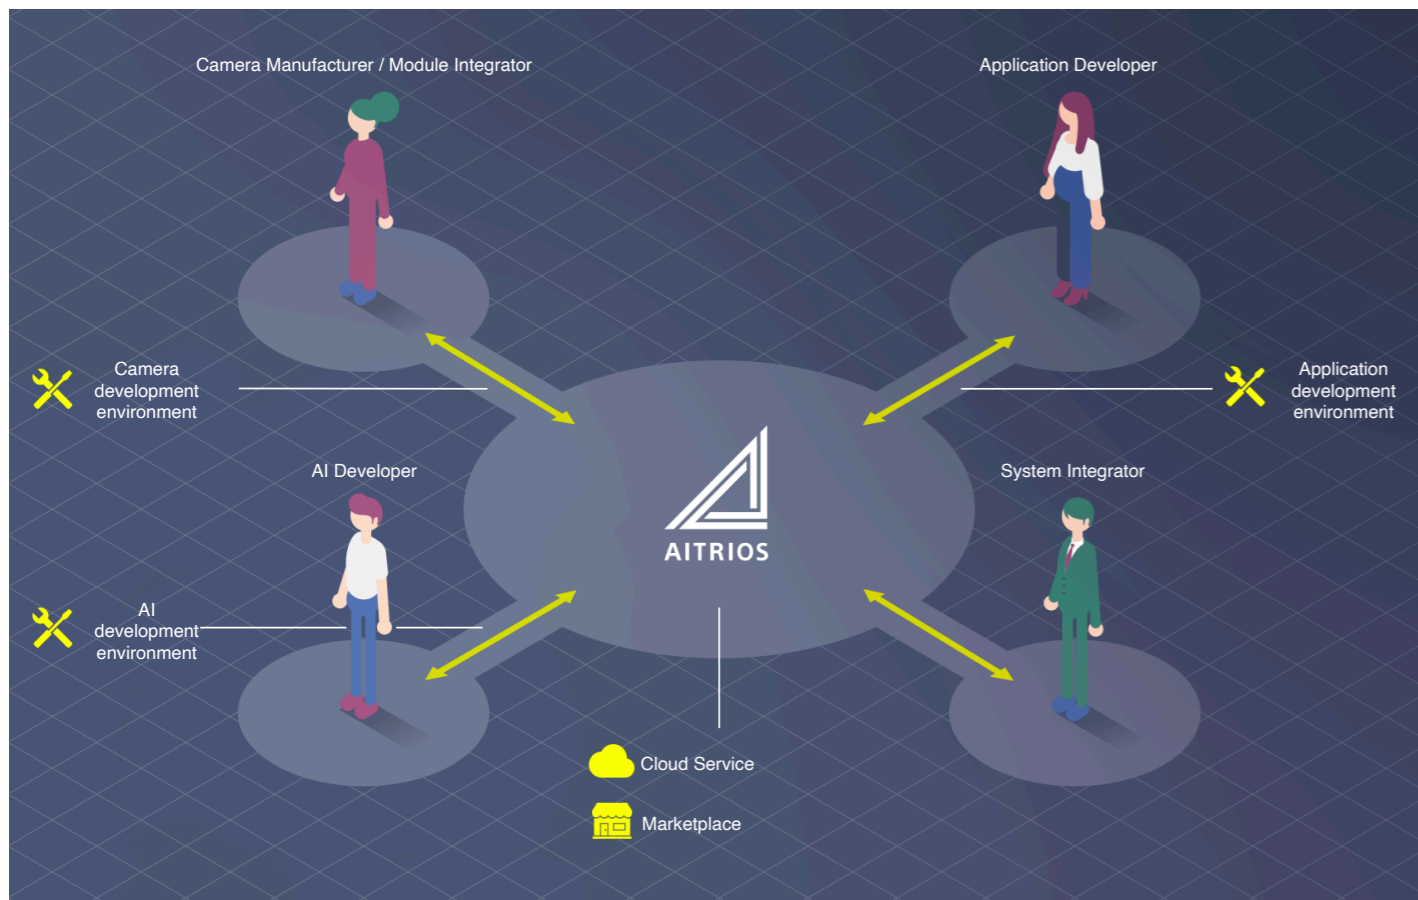 Camera Manufacturer / Module Integrator
Application Developer
Camera
development
environment
Application
development
environment
AI Developer
System Integrator
AITRIOS
AI
development
environment
Cloud Service
Marketplace